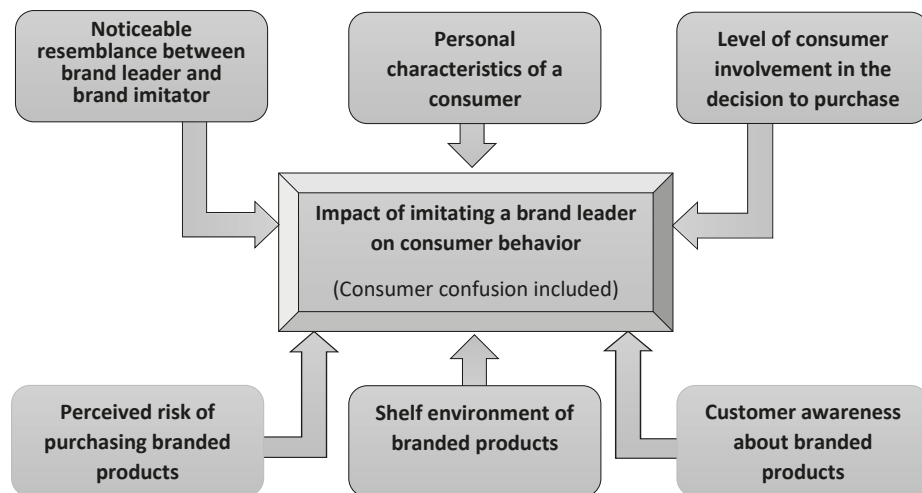 Noticeable
resemblance between
brand leader and
brand imitator
Personal
characteristics of a
consumer
Level of consumer
involvement in the
decision to purchase
Impact of imitating a brand leader
on consumer behavior
(Consumer confusion included)
Perceived risk of
purchasing branded
products
Shelf environment of
branded products
Customer awareness
about branded
products